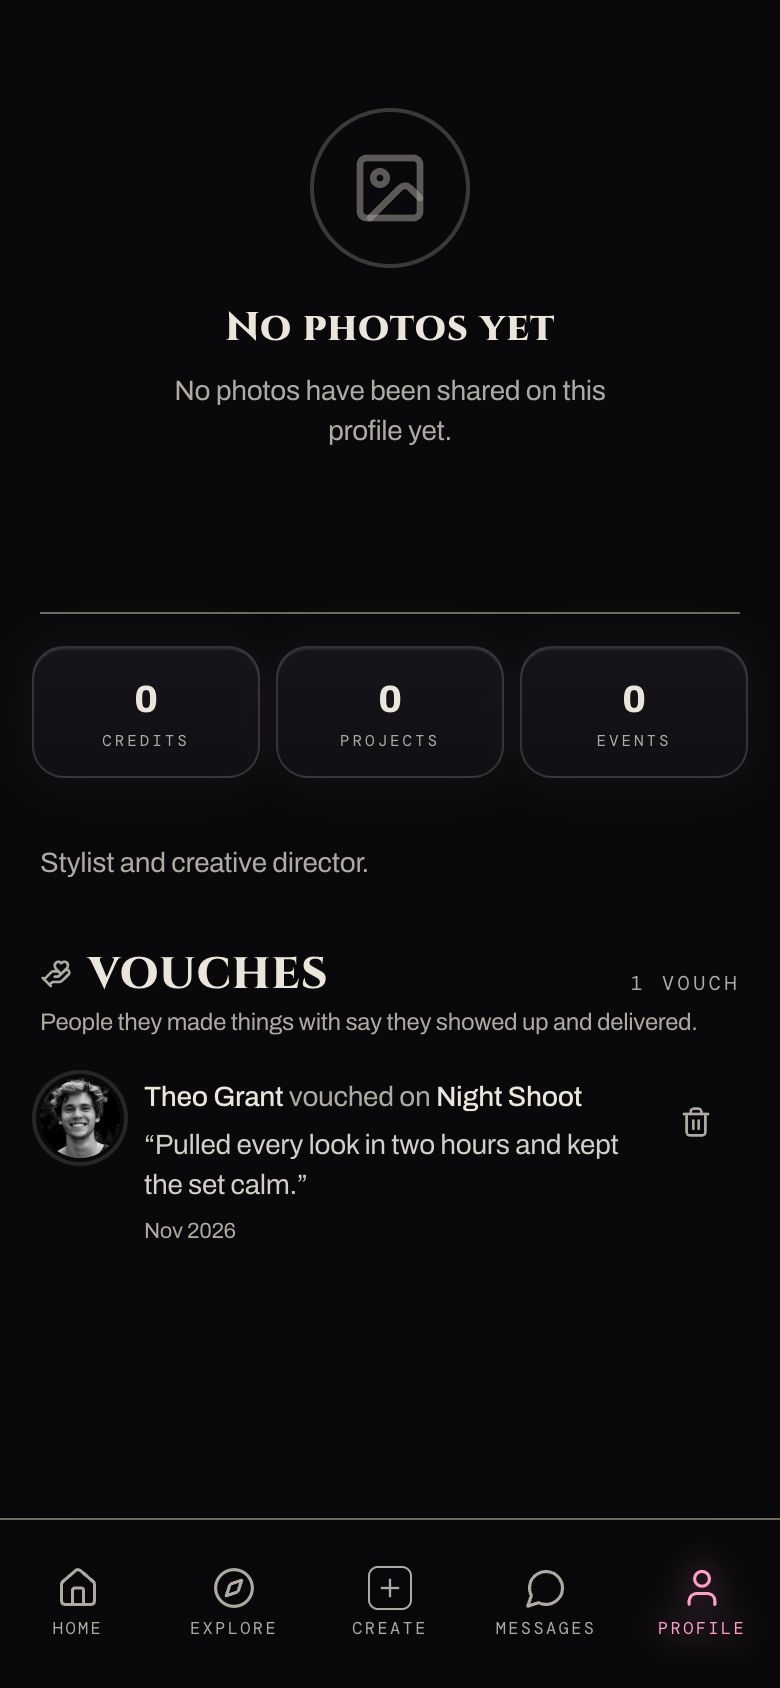 No photos yet
No photos have been shared on this
profile yet.
0
CREDITS
0
PROJECTS
0
EVENTS
Stylist and creative director.
VOUCHES
1 VOUCH
People they made things with say they showed up and delivered.
Theo Grant vouched on Night Shoot
“Pulled every look in two hours and kept
the set calm.”
Nov 2026
HOME
EXPLORE
CREATE
MESSAGES
PROFILE